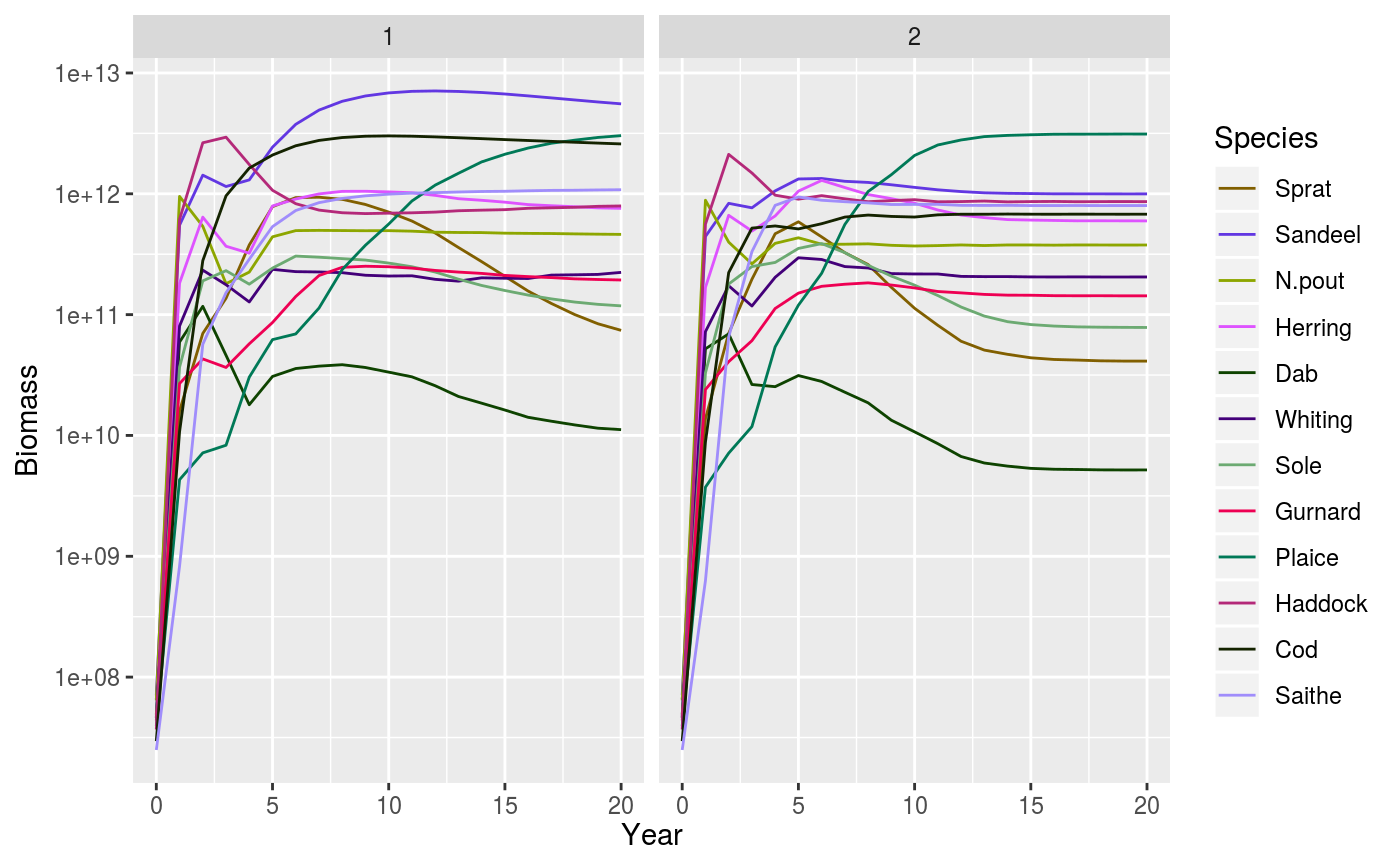 1
2
1e+13
1e+12
1e+11
1e+10
1e+09
1e+08
Biomass
0 5 10 15 20
0 5 10 15 20
Year
Species
Sprat
Sandeel
N.pout
Herring
Dab
Whiting
Sole
Gurnard
Plaice
Haddock
Cod
Saithe